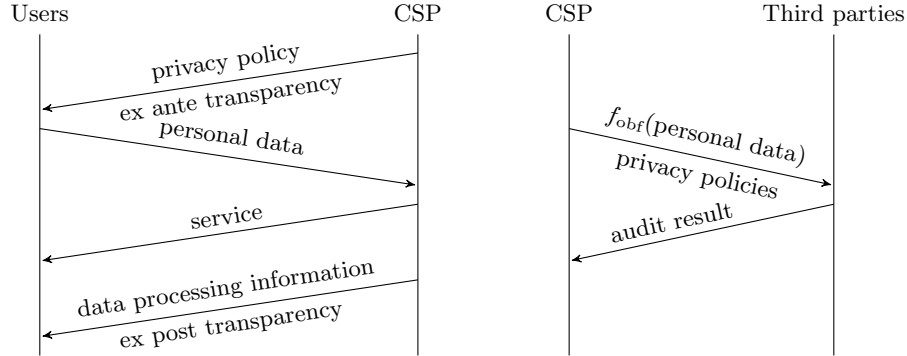 Users
CSP
privacy policy
ex ante transparency
personal data
service
data processing information
ex post transparency
CSP
Third parties
f_obf(personal data)
privacy policies
audit result